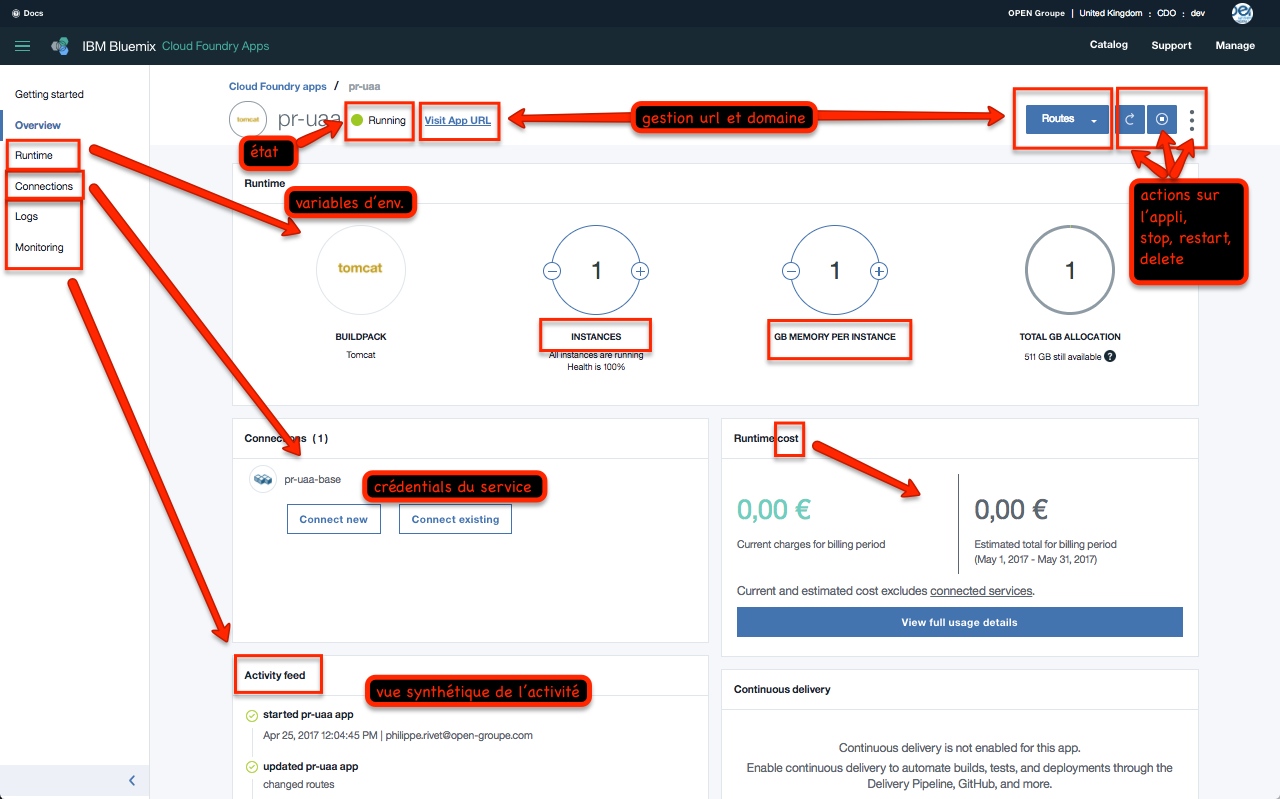 Docs
OPEN Groupe | United Kingdom : CDO : dev
IBM Bluemix Cloud Foundry Apps
Catalog Support Manage
Getting started
Overview
Runtime
Connections
Logs
Monitoring
Cloud Foundry apps / pr-uaa
tomcat
pr-uaa
Running
Visit App URL
gestion url et domaine
Routes
état
actions sur
l'appli,
stop, restart,
delete
Runtime
variables d'env.
tomcat
1
1
1
BUILDPACK
Tomcat
INSTANCES
All instances are running
Health is 100%
GB MEMORY PER INSTANCE
TOTAL GB ALLOCATION
511 GB still available ?
Connections (1)
pr-uaa-base
crédentials du service
Connect new
Connect existing
Runtime cost
0,00 €
Current charges for billing period
0,00 €
Estimated total for billing period
(May 1, 2017 - May 31, 2017)
Current and estimated cost excludes connected services.
View full usage details
Activity feed
vue synthétique de l'activité
started pr-uaa app
Apr 25, 2017 12:04:45 PM | philippe.rivet@open-groupe.com
updated pr-uaa app
changed routes
Continuous delivery
Continuous delivery is not enabled for this app.
Enable continuous delivery to automate builds, tests, and deployments through the
Delivery Pipeline, GitHub, and more.